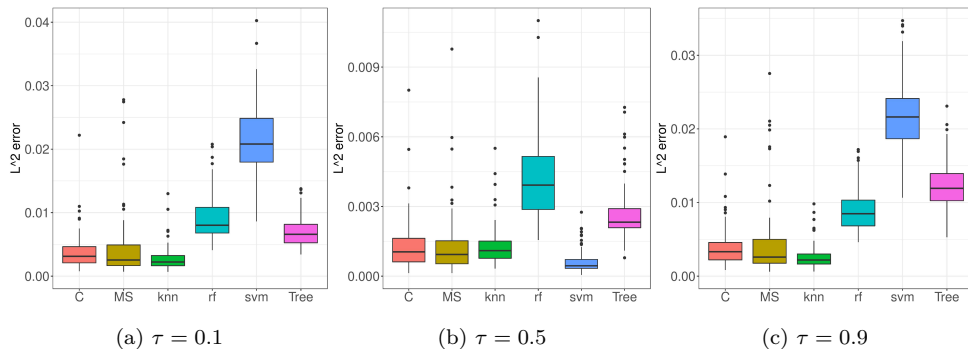 0.04
0.03
0.02
0.01
0.00
L^2 error
C MS knn rf svm Tree
(a) τ = 0.1
0.009
0.006
0.003
0.000
L^2 error
C MS knn rf svm Tree
(b) τ = 0.5
0.03
0.02
0.01
0.00
L^2 error
C MS knn rf svm Tree
(c) τ = 0.9